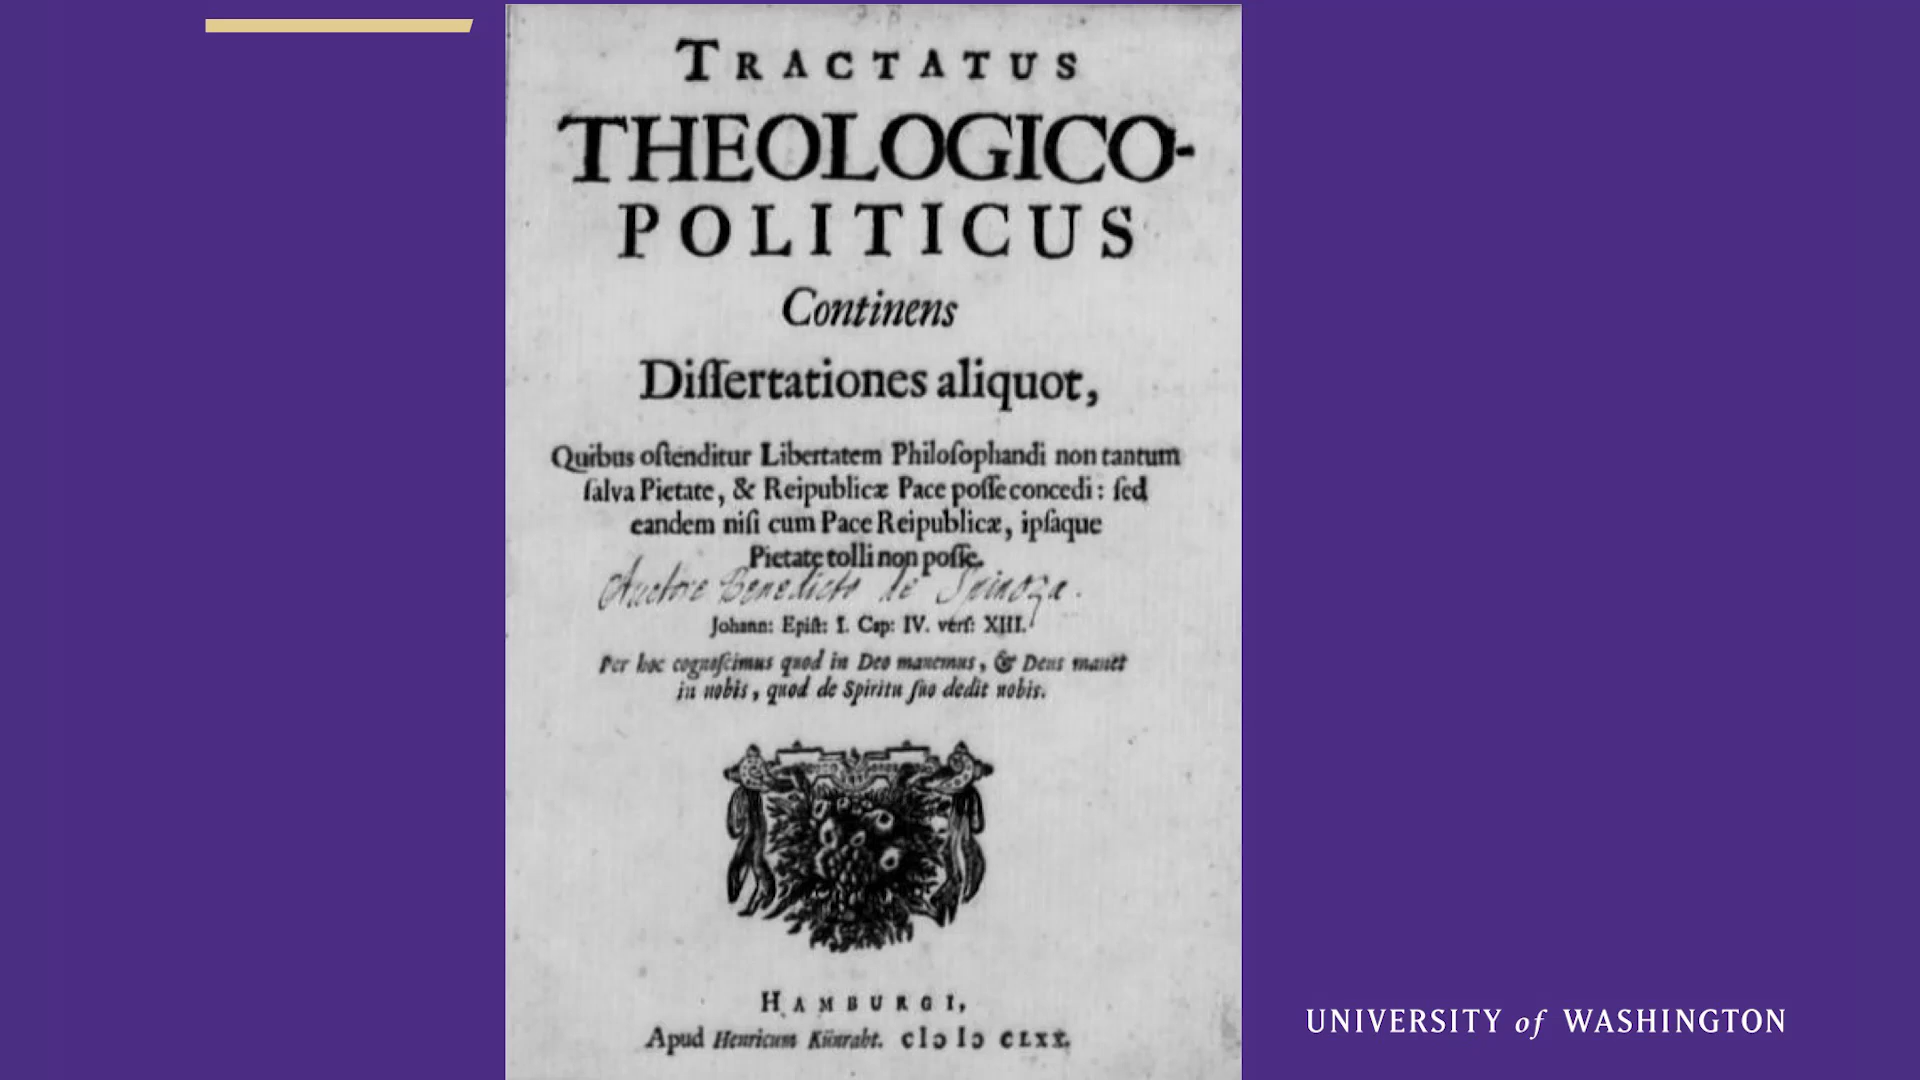 TRACTATUS
THEOLOGICO-
POLITICUS
Continens
Diſſertationes aliquot,
Quibus oſtenditur Libertatem Philoſophandi non tantum
ſalva Pietate, & Reipublicæ Pace poſſe concedi: ſed
eandem niſi cum Pace Reipublicæ, ipſaque
Pietate tolli non poſſe.
Auctore Benedicto de Spinoza.
Johann: Epiſt: I. Cap: IV. verſ: XIII.
Per hoc cognoſcimus quod in Deo manemus, & Deus manet
in nobis, quod de Spiritu ſuo dedit nobis.
HAMBURGI,
Apud Henricum Künraht. cIɔ Iɔ cLXX.
UNIVERSITY of WASHINGTON